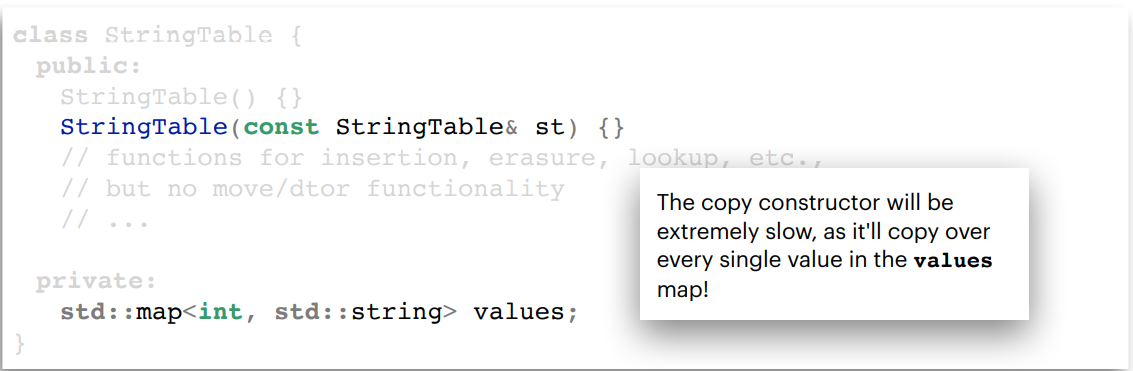 class StringTable {
public:
StringTable() {}
StringTable(const StringTable& st) {}
// functions for insertion, erasure, lookup, etc.,
// but no move/dtor functionality
// ...
The copy constructor will be
extremely slow, as it'll copy over
every single value in the values
map!
private:
std::map<int, std::string> values;
}